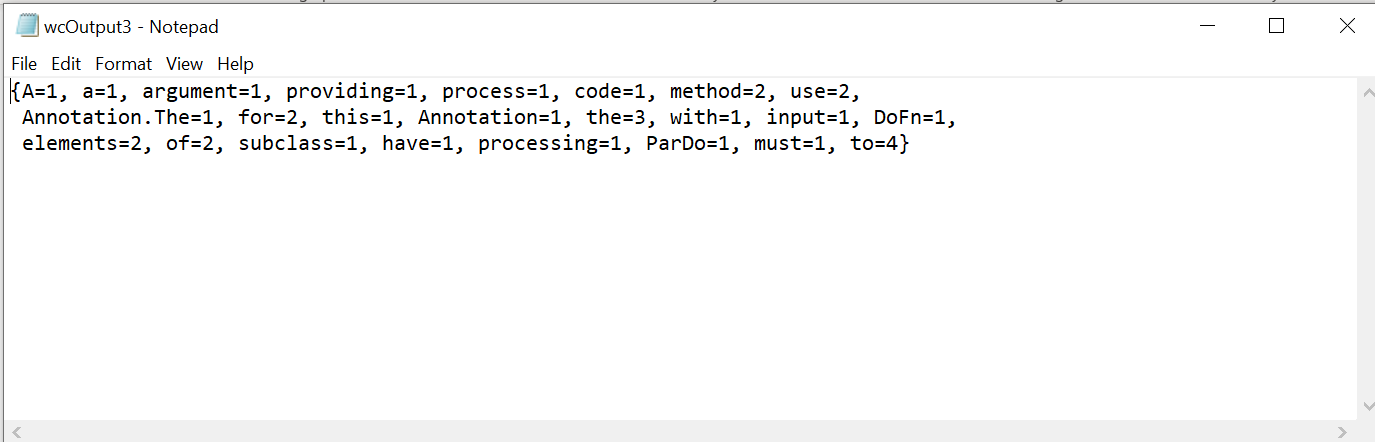 wcOutput3 - Notepad
File Edit Format View Help
{A=1, a=1, argument=1, providing=1, process=1, code=1, method=2, use=2,
Annotation.The=1, for=2, this=1, Annotation=1, the=3, with=1, input=1, DoFn=1,
elements=2, of=2, subclass=1, have=1, processing=1, ParDo=1, must=1, to=4}